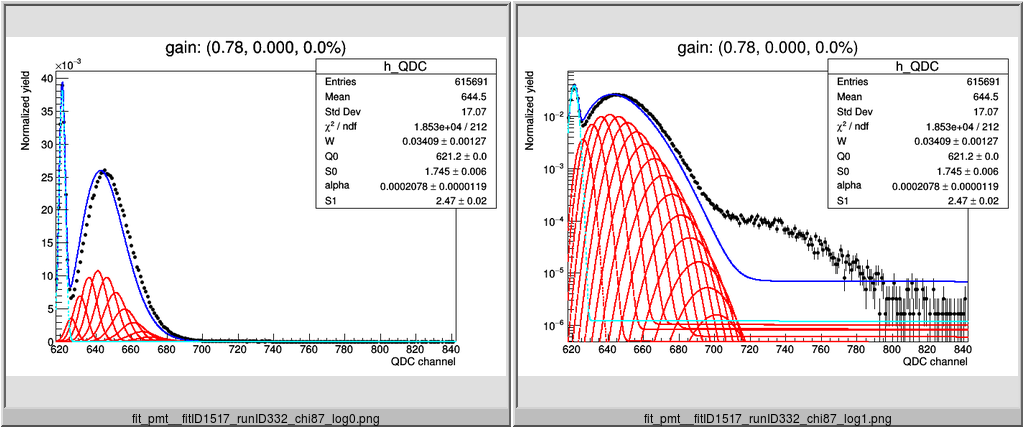 gain: (0.78, 0.000, 0.0%)
×10⁻³
Normalized yield
40
35
30
25
20
15
10
5
0
620 640 660 680 700 720 740 760 780 800 820 840
QDC channel
h_QDC
Entries 615691
Mean 644.5
Std Dev 17.07
χ² / ndf 1.853e+04 / 212
W 0.03409 ± 0.00127
Q0 621.2 ± 0.0
S0 1.745 ± 0.006
alpha 0.0002078 ± 0.0000119
S1 2.47 ± 0.02
fit_pmt__fitID1517_runID332_chi87_log0.png
gain: (0.78, 0.000, 0.0%)
Normalized yield
10⁻²
10⁻³
10⁻⁴
10⁻⁵
10⁻⁶
620 640 660 680 700 720 740 760 780 800 820 840
QDC channel
h_QDC
Entries 615691
Mean 644.5
Std Dev 17.07
χ² / ndf 1.853e+04 / 212
W 0.03409 ± 0.00127
Q0 621.2 ± 0.0
S0 1.745 ± 0.006
alpha 0.0002078 ± 0.0000119
S1 2.47 ± 0.02
fit_pmt__fitID1517_runID332_chi87_log1.png